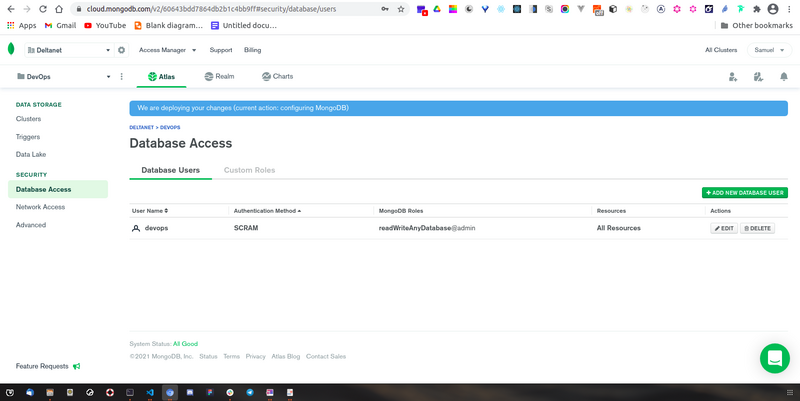 cloud.mongodb.com/v2/60643bdd7864db2b1c4bb9ff#security/database/users
Apps
Gmail
YouTube
Blank diagram...
Untitled docu...
Other bookmarks
Deltanet
Access Manager
Support
Billing
All Clusters
Samuel
DevOps
Atlas
Realm
Charts
DATA STORAGE
Clusters
Triggers
Data Lake
SECURITY
Database Access
Network Access
Advanced
Feature Requests
We are deploying your changes (current action: configuring MongoDB)
DELTANET > DEVOPS
Database Access
Database Users
Custom Roles
+ ADD NEW DATABASE USER
User Name
Authentication Method
MongoDB Roles
Resources
Actions
devops
SCRAM
readWriteAnyDatabase@admin
All Resources
EDIT
DELETE
System Status: All Good
©2021 MongoDB, Inc.
Status
Terms
Privacy
Atlas Blog
Contact Sales